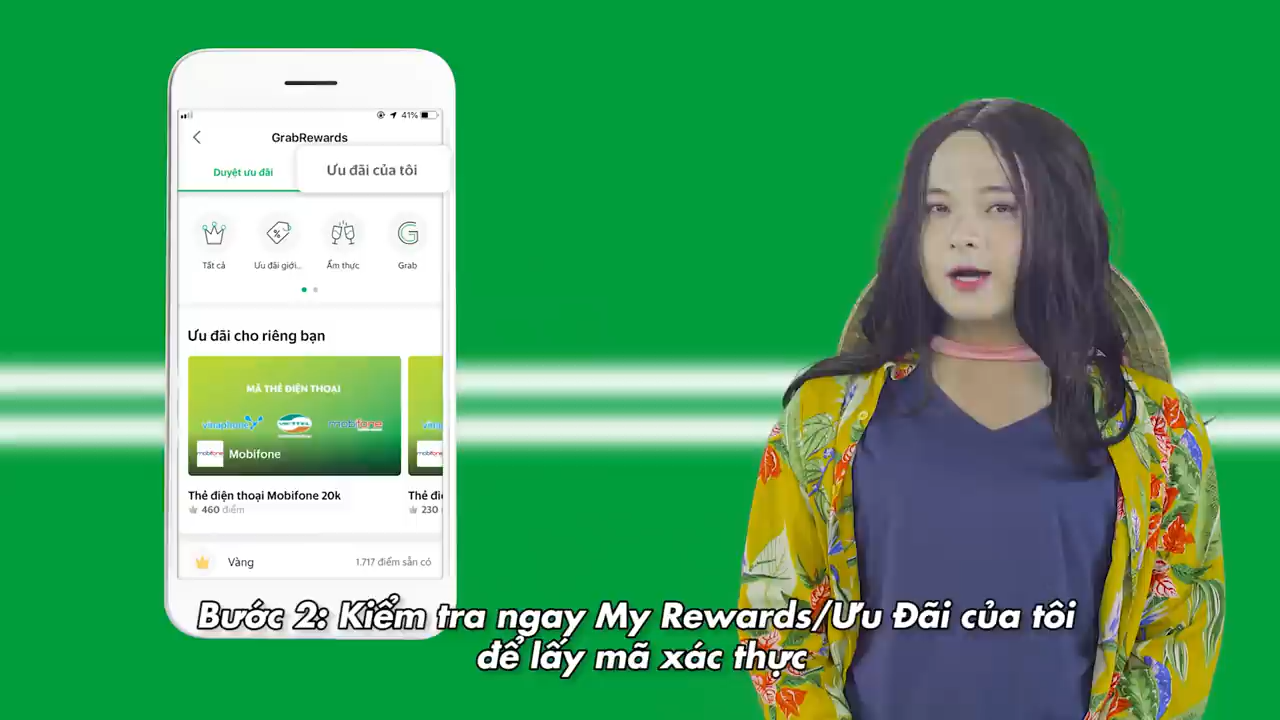 41%
GrabRewards
Duyệt ưu đãi
Ưu đãi của tôi
Tất cả
Ưu đãi giới...
Ẩm thực
Grab
Ưu đãi cho riêng bạn
MÃ THẺ ĐIỆN THOẠI
vinaphone VIETTEL mobifone
mobifone Mobifone
Thẻ điện thoại Mobifone 20k
460 điểm
230
Vàng
1.717 điểm sẵn có
Bước 2: Kiểm tra ngay My Rewards/Ưu Đãi của tôi
để lấy mã xác thực